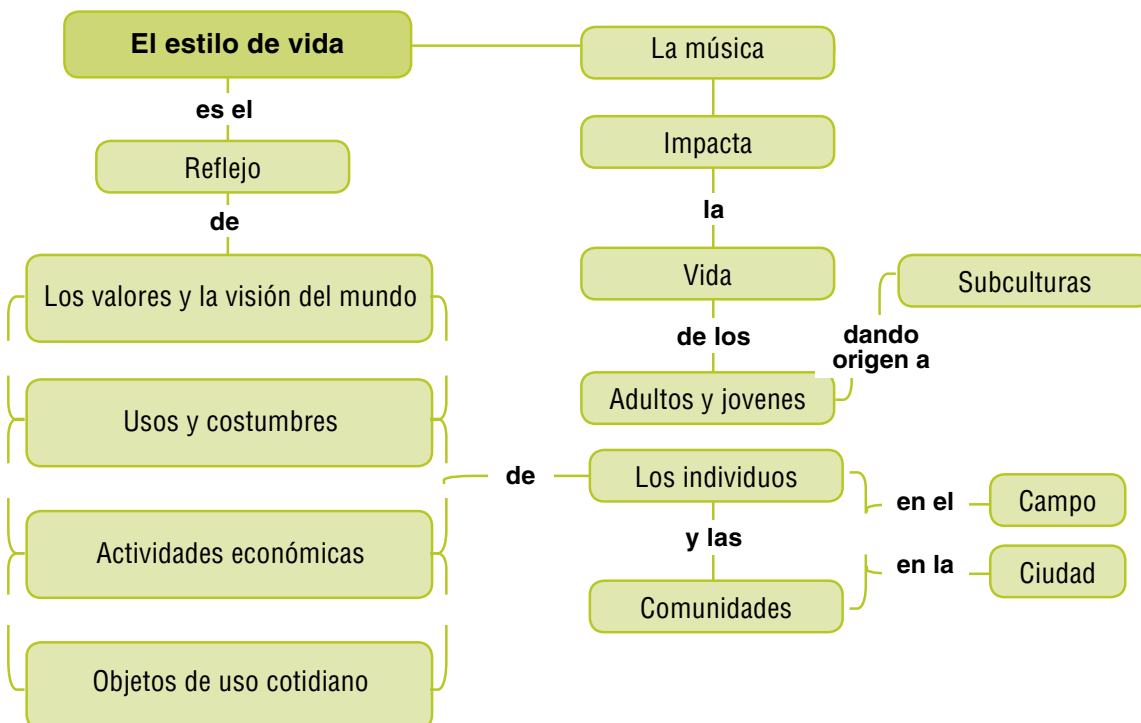 El estilo de vida
es el
Reflejo
de
Los valores y la visión del mundo
Usos y costumbres
Actividades económicas
Objetos de uso cotidiano
La música
Impacta
la
Vida
de los
Adultos y jovenes
dando
origen a
Subculturas
de
Los individuos
y las
Comunidades
en el
Campo
en la
Ciudad